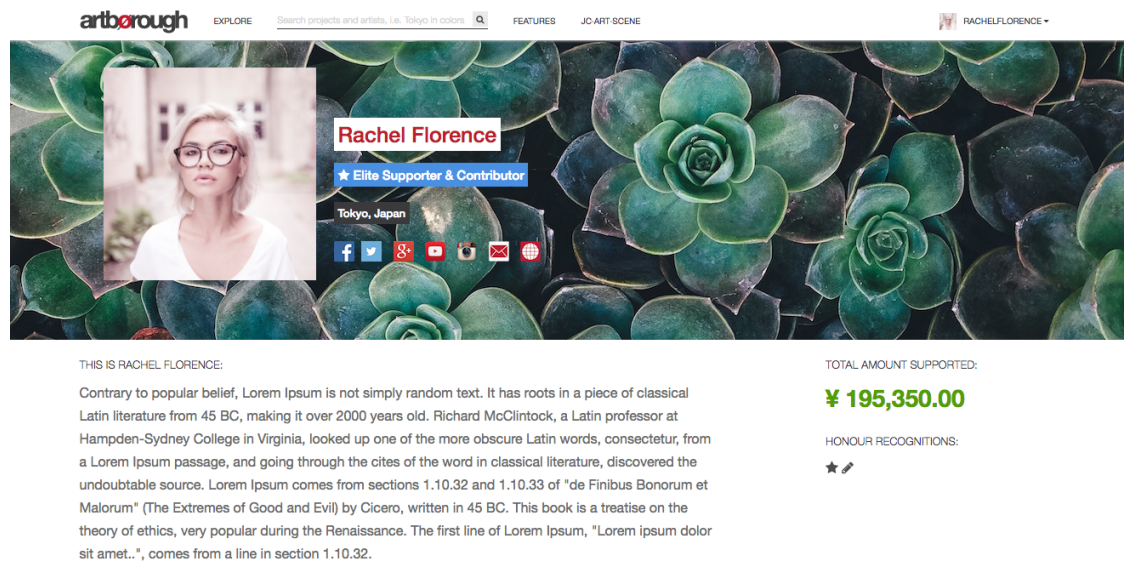 artborough
EXPLORE
Search projects and artists, i.e. Tokyo in colors
FEATURES
JC-ART-SCENE
RACHELFLORENCE
Rachel Florence
Elite Supporter & Contributor
Tokyo, Japan
f
g+
THIS IS RACHEL FLORENCE:
Contrary to popular belief, Lorem Ipsum is not simply random text. It has roots in a piece of classical
Latin literature from 45 BC, making it over 2000 years old. Richard McClintock, a Latin professor at
Hampden-Sydney College in Virginia, looked up one of the more obscure Latin words, consectetur, from
a Lorem Ipsum passage, and going through the cites of the word in classical literature, discovered the
undoubtable source. Lorem Ipsum comes from sections 1.10.32 and 1.10.33 of "de Finibus Bonorum et
Malorum" (The Extremes of Good and Evil) by Cicero, written in 45 BC. This book is a treatise on the
theory of ethics, very popular during the Renaissance. The first line of Lorem Ipsum, "Lorem ipsum dolor
sit amet..", comes from a line in section 1.10.32.
TOTAL AMOUNT SUPPORTED:
¥ 195,350.00
HONOUR RECOGNITIONS: